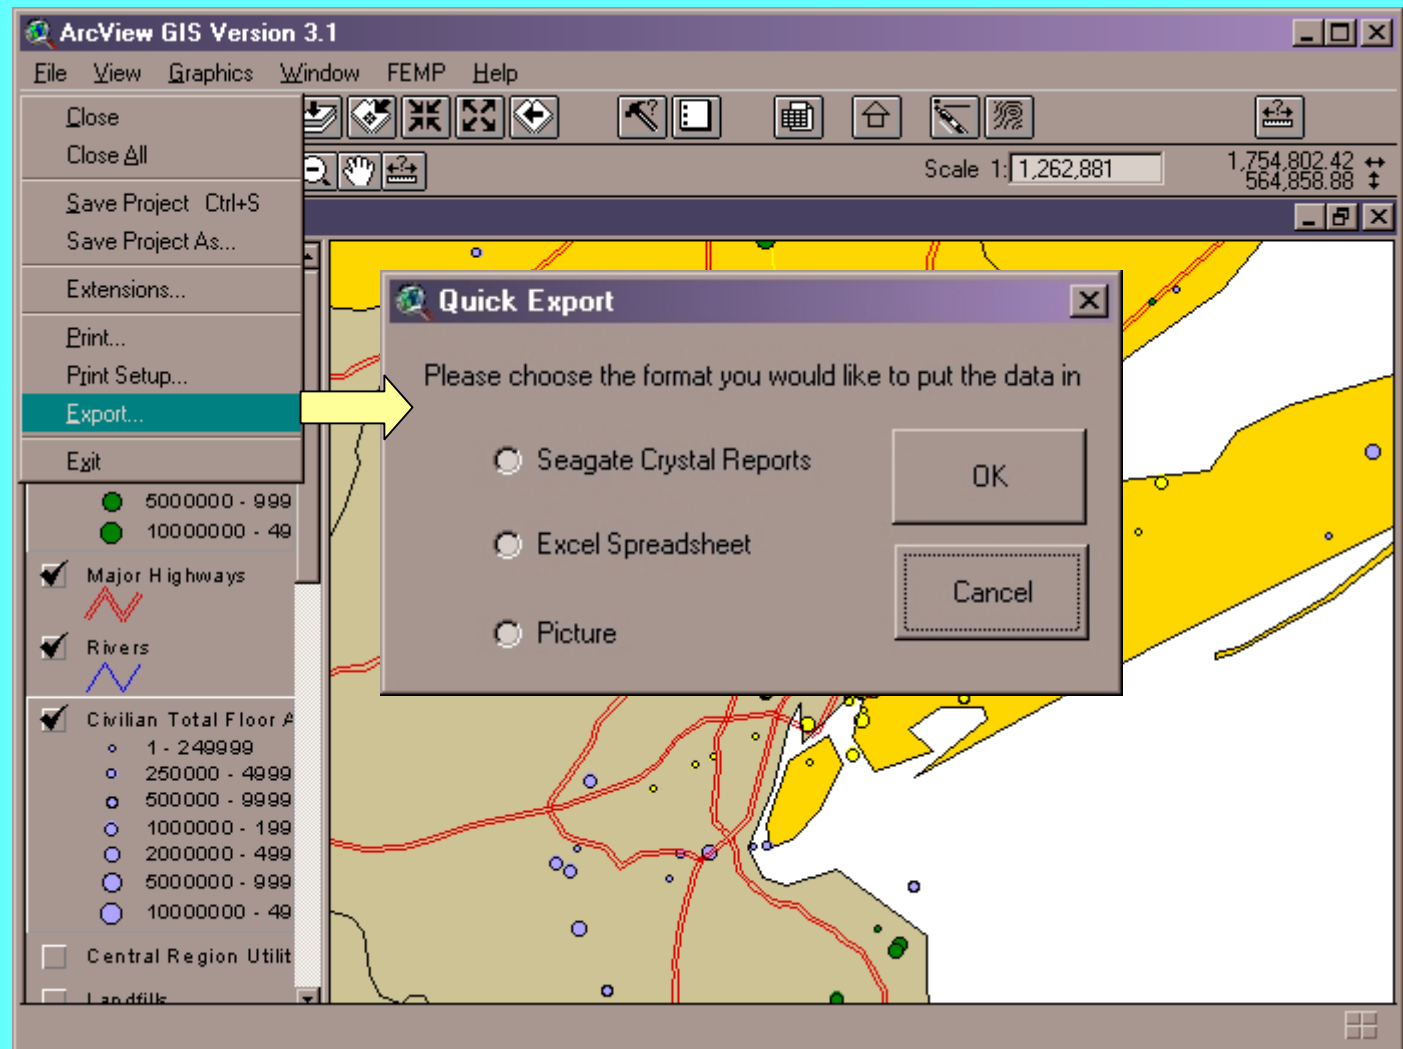 ArcView GIS Version 3.1
File View Graphics Window FEMP Help
Close
Close All
Save Project Ctrl+S
Save Project As...
Extensions...
Print...
Print Setup...
Export...
Exit
Scale 1: 1,262,881
1,754,802.42
564,858.88
Quick Export
Please choose the format you would like to put the data in
Seagate Crystal Reports
Excel Spreadsheet
Picture
OK
Cancel
5000000 - 999
10000000 - 49
Major Highways
Rivers
Civilian Total Floor A
1 - 249999
250000 - 4999
500000 - 9999
1000000 - 199
2000000 - 499
5000000 - 999
10000000 - 49
Central Region Utilit
Landfills